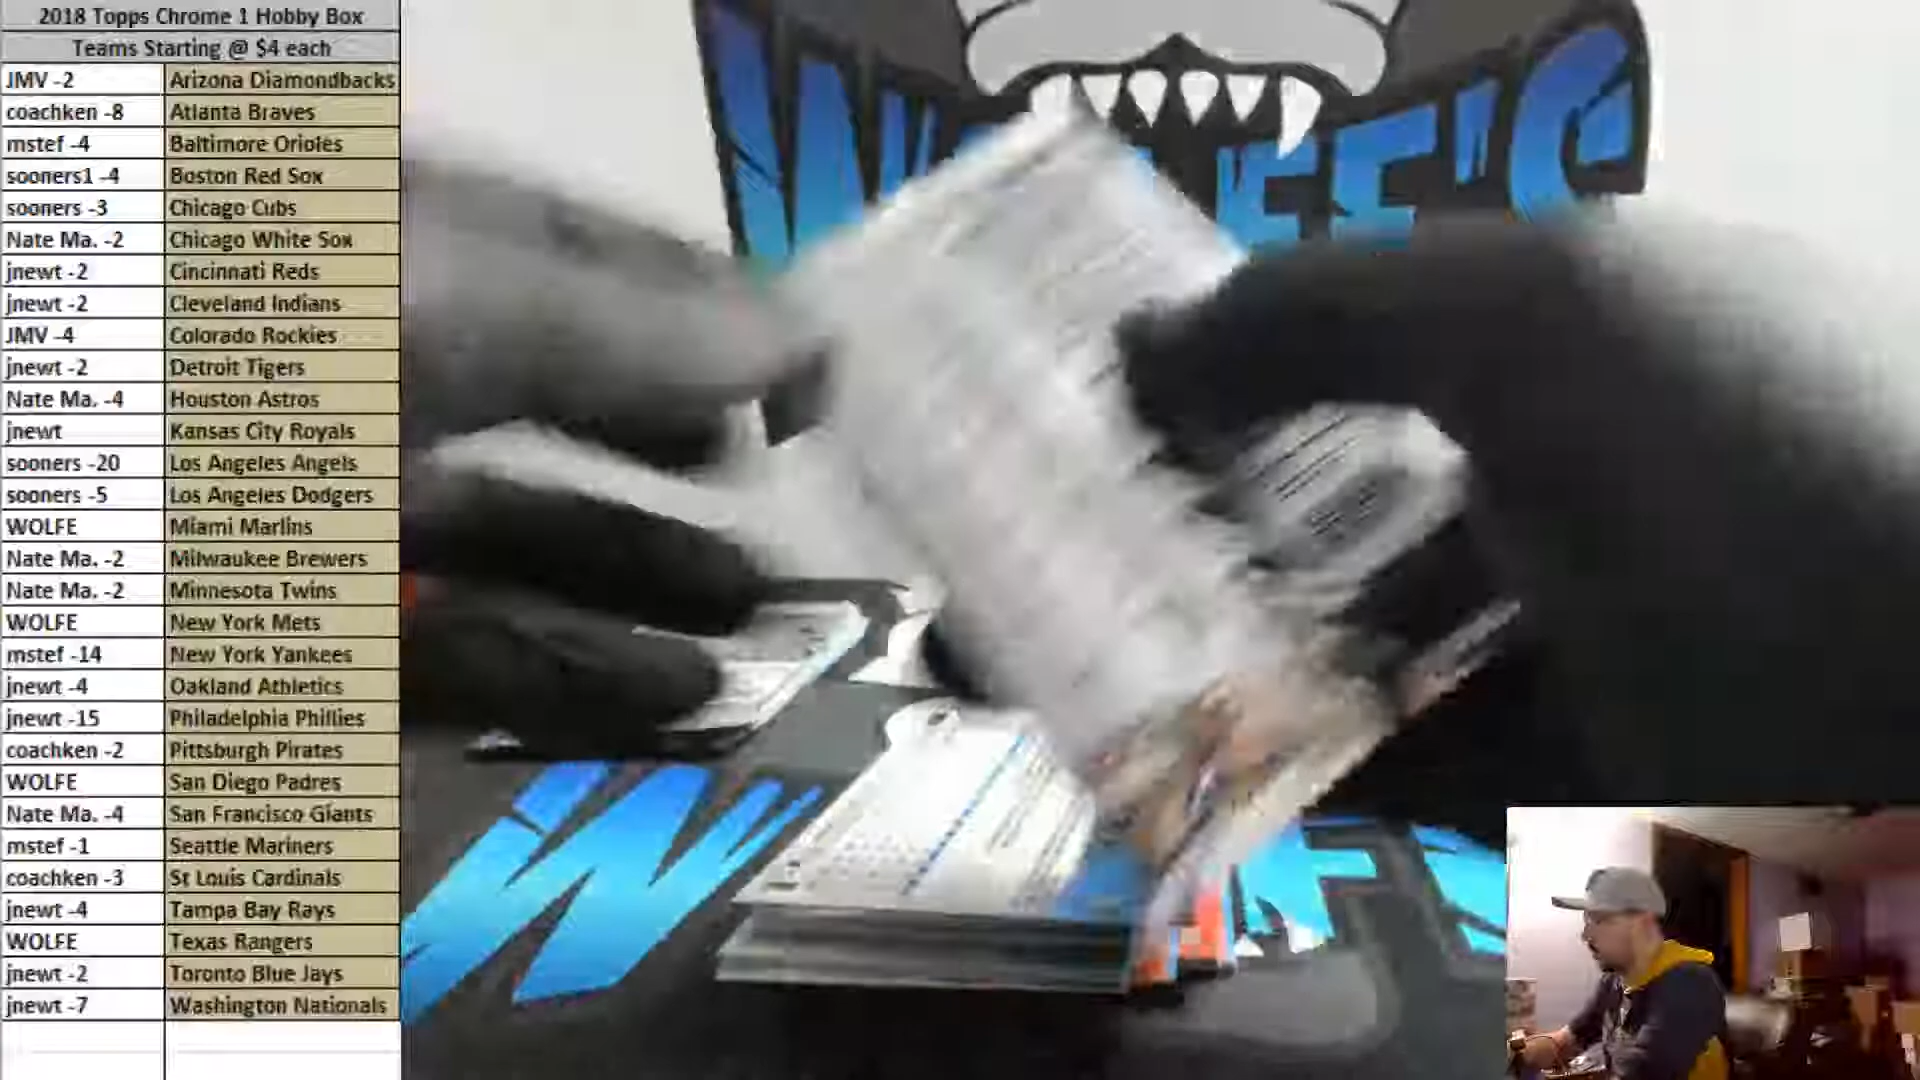 2018 Topps Chrome 1 Hobby Box
Teams Starting @ $4 each
JMV -2 Arizona Diamondbacks
coachken -8 Atlanta Braves
mstef -4 Baltimore Orioles
sooners1 -4 Boston Red Sox
sooners -3 Chicago Cubs
Nate Ma. -2 Chicago White Sox
jnewt -2 Cincinnati Reds
jnewt -2 Cleveland Indians
JMV -4 Colorado Rockies
jnewt -2 Detroit Tigers
Nate Ma. -4 Houston Astros
jnewt Kansas City Royals
sooners -20 Los Angeles Angels
sooners -5 Los Angeles Dodgers
WOLFE Miami Marlins
Nate Ma. -2 Milwaukee Brewers
Nate Ma. -2 Minnesota Twins
WOLFE New York Mets
mstef -14 New York Yankees
jnewt -4 Oakland Athletics
jnewt -15 Philadelphia Phillies
coachken -2 Pittsburgh Pirates
WOLFE San Diego Padres
Nate Ma. -4 San Francisco Giants
mstef -1 Seattle Mariners
coachken -3 St Louis Cardinals
jnewt -4 Tampa Bay Rays
WOLFE Texas Rangers
jnewt -2 Toronto Blue Jays
jnewt -7 Washington Nationals